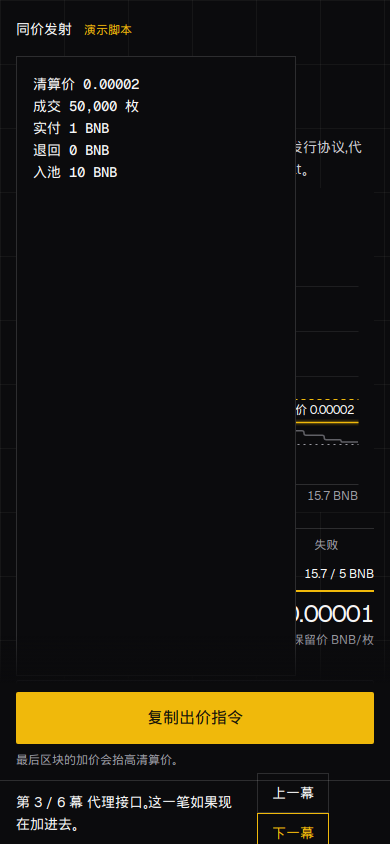 同价发射 演示脚本
清算价 0.00002
成交 50,000 枚
实付 1 BNB
退回 0 BNB
入池 10 BNB
发行协议,代
t。
价 0.00002
15.7 BNB
失败
15.7 / 5 BNB
0.00001
保留价 BNB/枚
复制出价指令
最后区块的加价会抬高清算价。
第 3 / 6 幕 代理接口。这一笔如果现
在加进去。
上一幕
下一幕